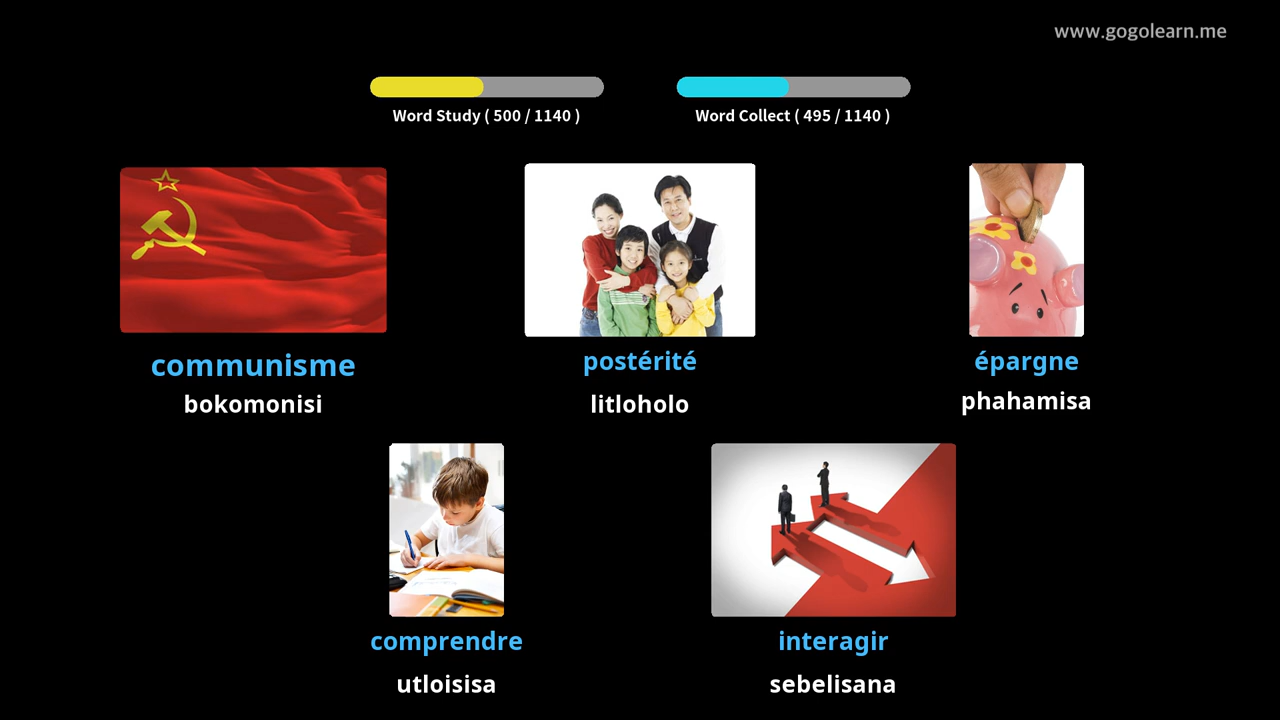 www.gogolearn.me
Word Study ( 500 / 1140 )
Word Collect ( 495 / 1140 )
communisme
bokomonisi
postérité
litloholo
épargne
phahamisa
comprendre
utloisisa
interagir
sebelisana